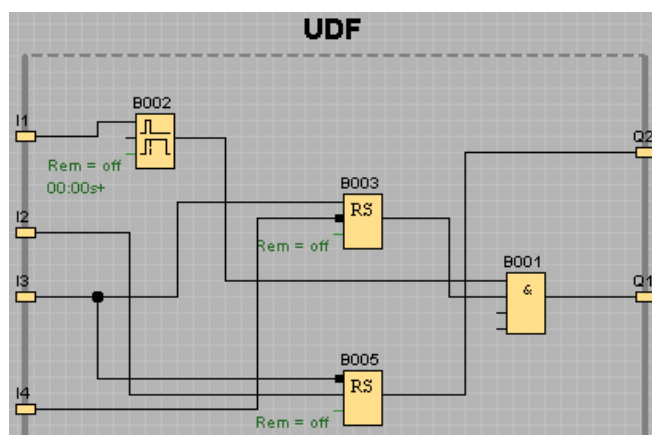 UDF
I1
B002
Rem = off
00:00s+
Q2
B003
RS
Rem = off
I2
B001
&
I3
Q1
B005
RS
Rem = off
I4